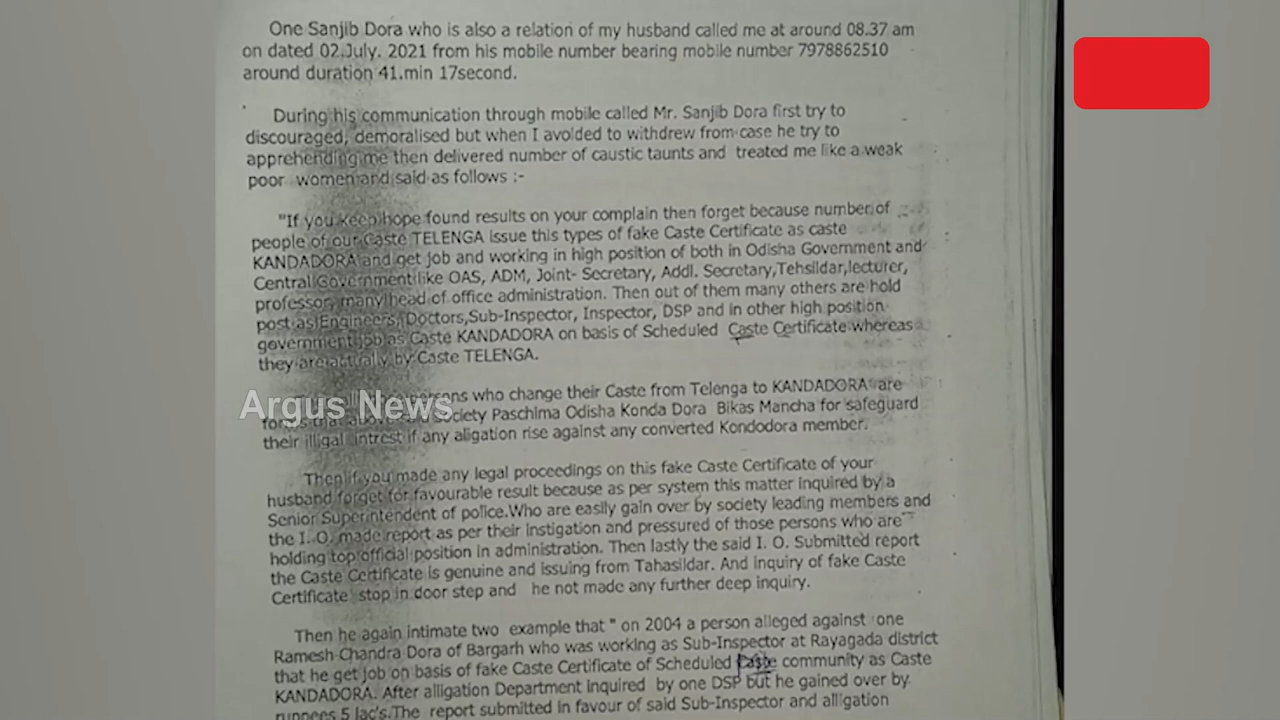 One Sanjib Dora who is also a relation of my husband called me at around 08.37 am
on dated 02.July. 2021 from his mobile number bearing mobile number 7978862510
around duration 41.min 17second.
During his communication through mobile called Mr. Sanjib Dora first try to
discouraged, demoralised but when I avolded to withdrew from case he try to
apprehending me then delivered number of caustic taunts and treated me like a weak
poor women and said as follows :-
"If you keep hope found results on your complain then forget because number of
people of our Caste TELENGA issue this types of fake Caste Certificate as caste
KANDADORA and get job and working in high position of both in Odisha Government and
Central Government like OAS, ADM, Joint- Secretary, Addl. Secretary,Tehsildar,lecturer,
professor, many head of office administration. Then out of them many others are hold
post as Engineers, Doctors,Sub-Inspector, Inspector, DSP and in other high position
government job as Caste KANDADORA on basis of Scheduled Caste Certificate whereas
they are actually by Caste TELENGA.
persons who change their Caste from Telenga to KANDADORA are
Argus News
that society Paschima Odisha Konda Dora Bikas Mancha for safeguard
their illigal intrest if any aligation rise against any converted Kondodora member.
Then if you made any legal proceedings on this fake Caste Certificate of your
husband forget for favourable result because as per system this matter inquired by a
Senior Superintendent of police.Who are easily gain over by society leading members and
the I. O. made report as per their instigation and pressured of those persons who are
holding top official position in administration. Then lastly the said I. O. Submitted report
the Caste Certificate is genuine and issuing from Tahasildar. And inquiry of fake Caste
Certificate stop in door step and he not made any further deep inquiry.
Then he again intimate two example that " on 2004 a person alleged against one
Ramesh Chandra Dora of Bargarh who was working as Sub-Inspector at Rayagada district
that he get job on basis of fake Caste Certificate of Scheduled Caste community as Caste
KANDADORA. After alligation Department inquired by one DSP but he gained over by
ruppees 5 lac's.The report submitted in favour of said Sub-Inspector and alligation